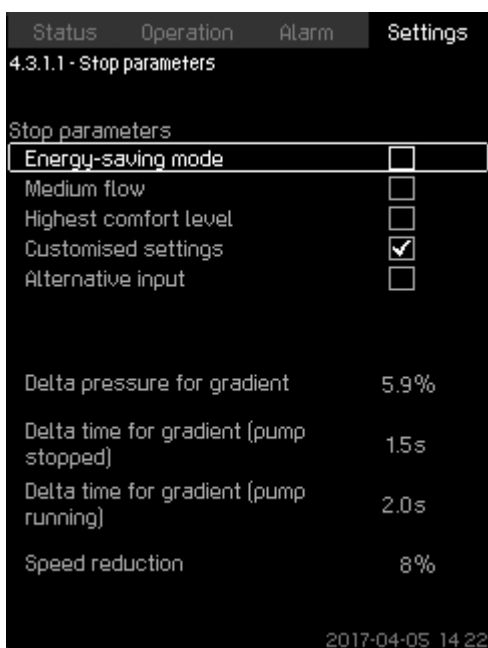 Status Operation Alarm Settings
4.3.1.1 - Stop parameters
Stop parameters
Energy-saving mode
Medium flow
Highest comfort level
Customised settings
Alternative input
Delta pressure for gradient 5.9%
Delta time for gradient (pump
stopped) 1.5s
Delta time for gradient (pump
running) 2.0s
Speed reduction 8%
2017-04-05 14:22